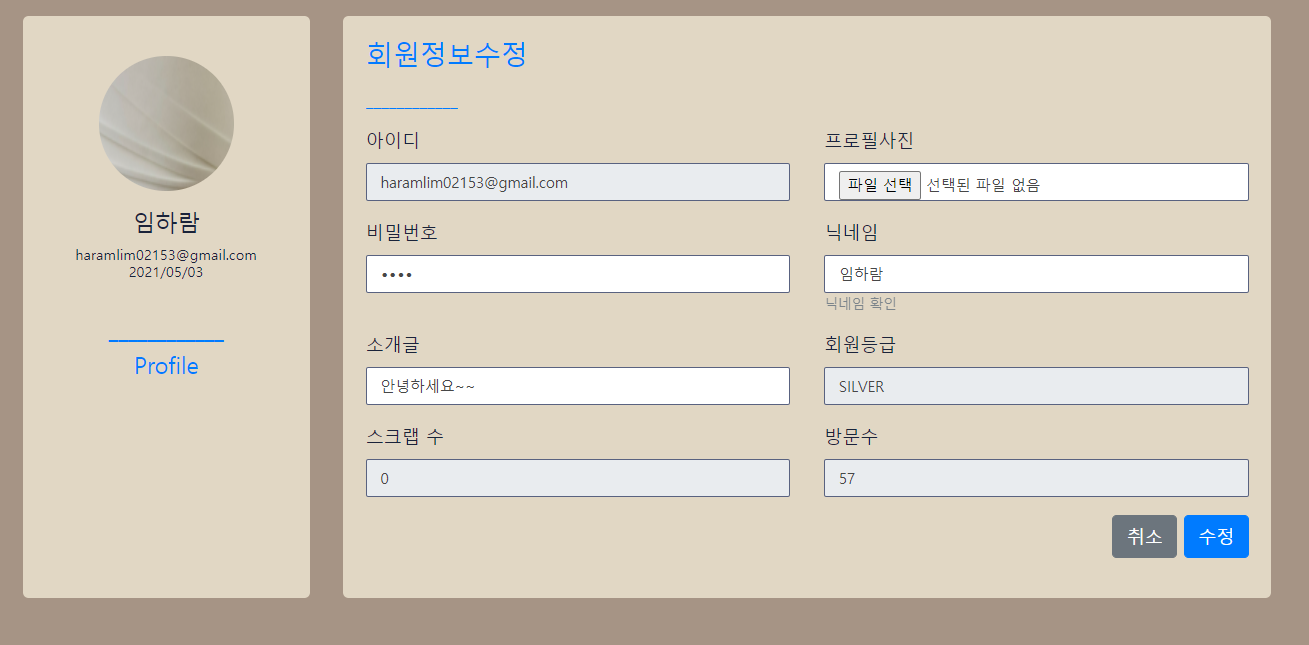 임하람
haramlim02153@gmail.com
2021/05/03
Profile
회원정보수정
아이디
프로필사진
haramlim02153@gmail.com
파일 선택 선택된 파일 없음
비밀번호
닉네임
••••
임하람
닉네임 확인
소개글
회원등급
안녕하세요~~
SILVER
스크랩 수
방문수
0
57
취소 수정